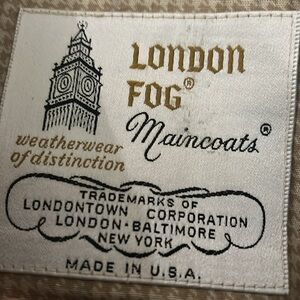 LONDON
FOG®
Maincoats®
weatherwear
of distinction
TRADEMARKS OF
LONDONTOWN CORPORATION
LONDON·BALTIMORE
NEW YORK
MADE IN U.S.A.